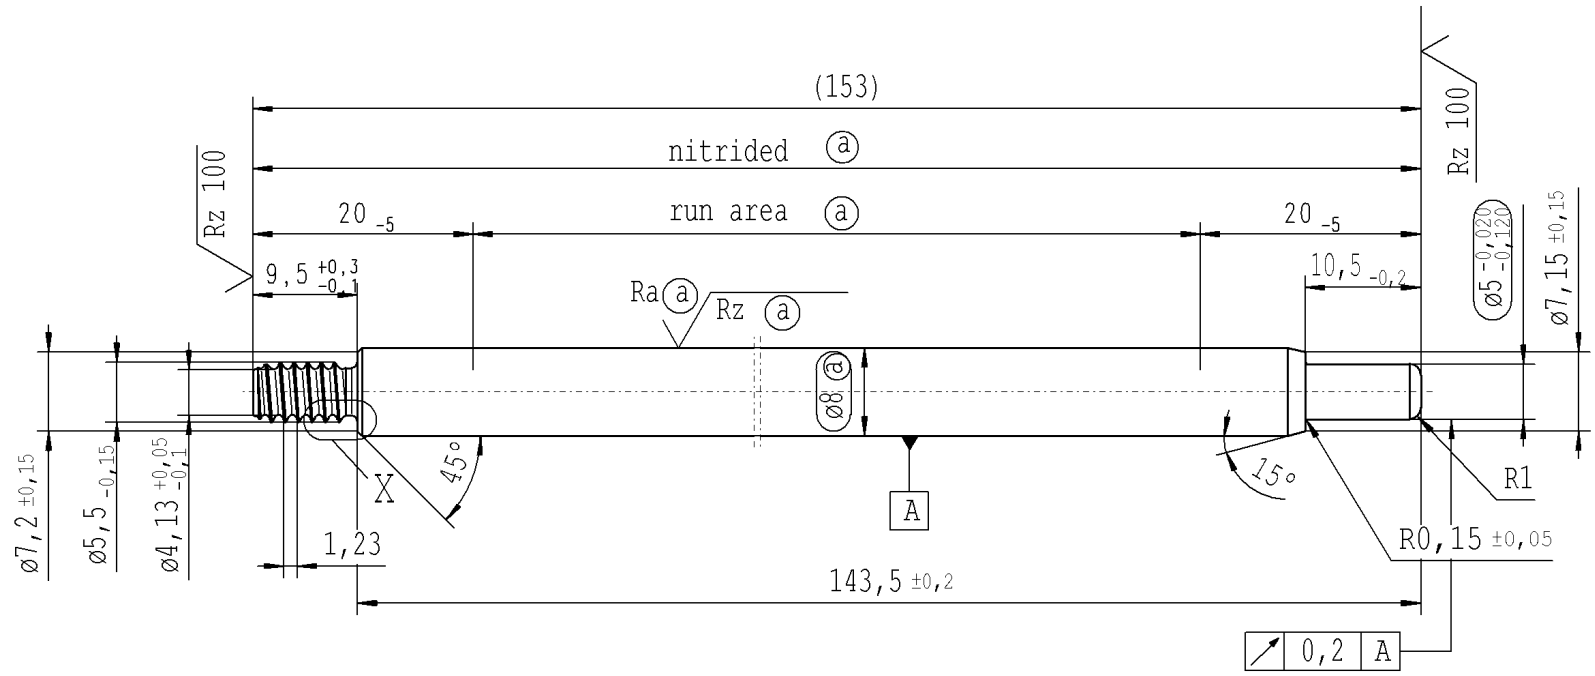 (153)
nitrided a
Rz 100
Rz 100
20 -5
run area a
20 -5
9,5 +0,3 -0,1
10,5 -0,2
ø5 -0,020 -0,120
ø7,15 ±0,15
Ra a
Rz a
ø8 a
ø7,2 ±0,15
ø5,5 -0,15
ø4,13 +0,05 -0,1
X
45°
A
15°
R1
1,23
R0,15 ±0,05
143,5 ±0,2
0,2 A